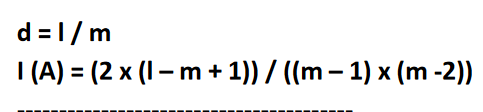 d = l / m
I (A) = (2 x (l – m + 1)) / ((m – 1) x (m -2))
----------------------------------------